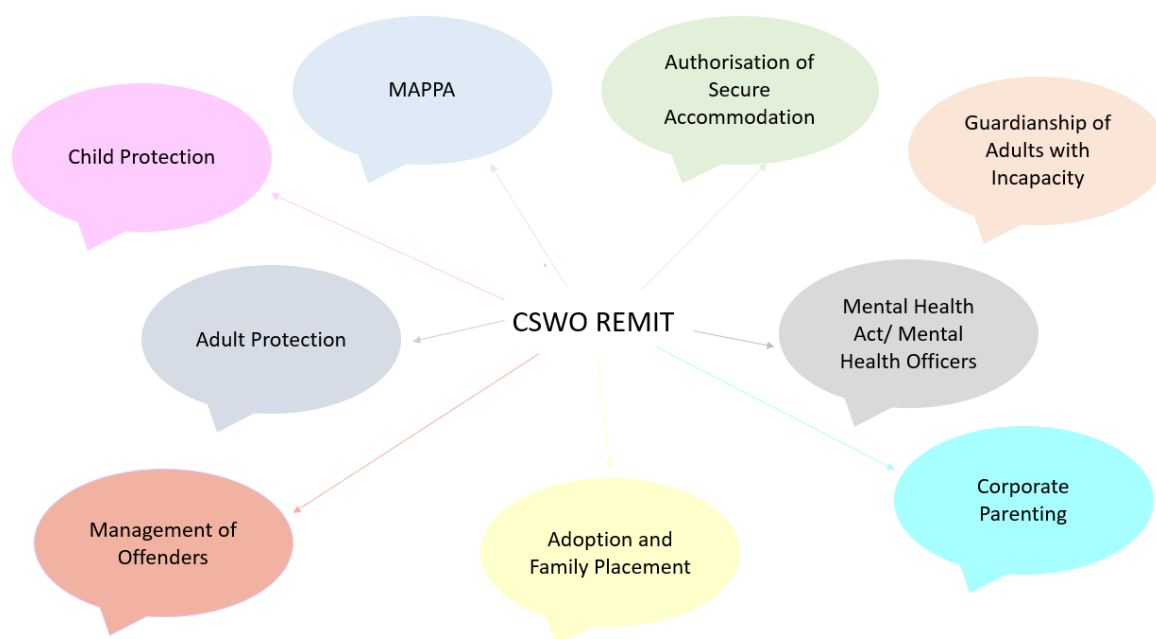 MAPPA
Authorisation of
Secure
Accommodation
Child Protection
Guardianship of
Adults with
Incapacity
CSWO REMIT
Adult Protection
Mental Health
Act/ Mental
Health Officers
Management of
Offenders
Adoption and
Family Placement
Corporate
Parenting